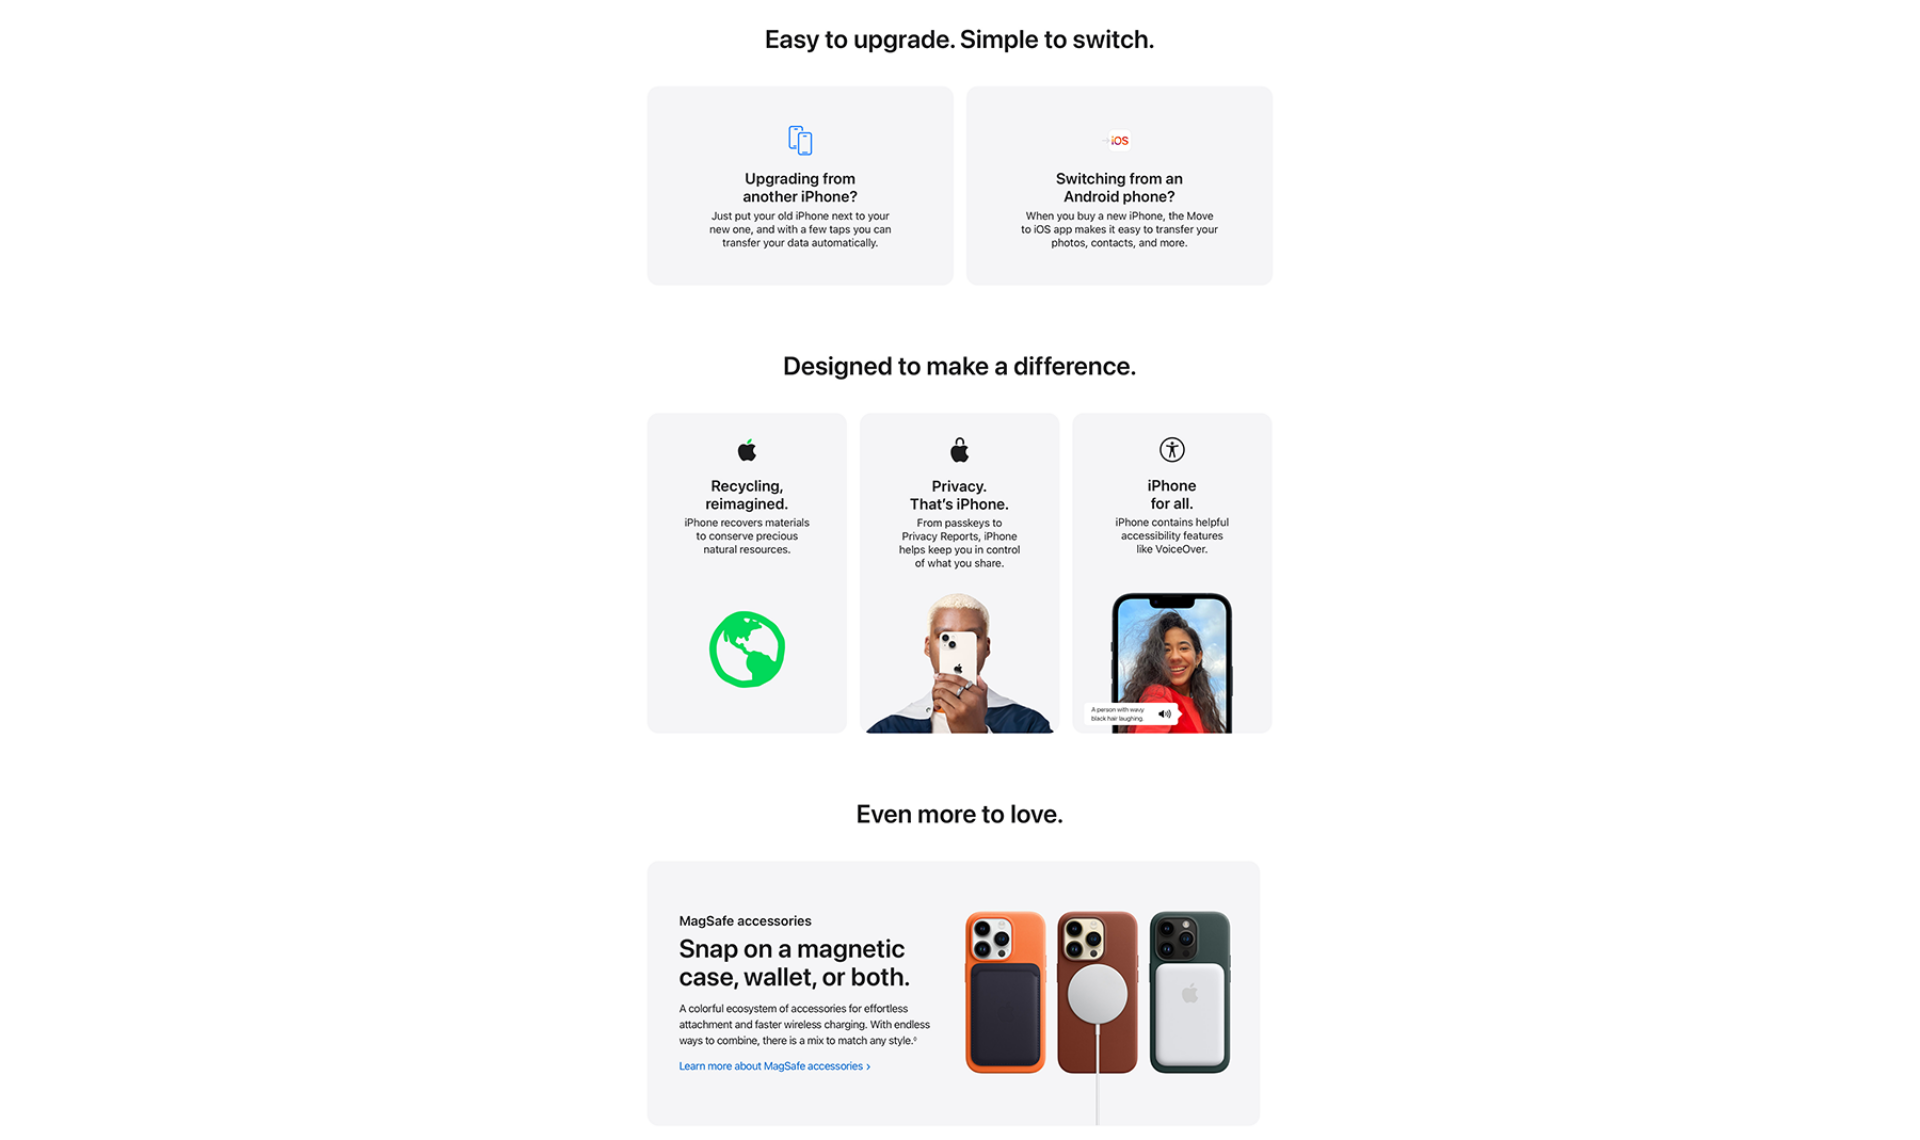 Easy to upgrade. Simple to switch.
Upgrading from
another iPhone?
Just put your old iPhone next to your
new one, and with a few taps you can
transfer your data automatically.
iOS
Switching from an
Android phone?
When you buy a new iPhone, the Move
to iOS app makes it easy to transfer your
photos, contacts, and more.
Designed to make a difference.
Recycling,
reimagined.
iPhone recovers materials
to conserve precious
natural resources.
Privacy.
That’s iPhone.
From passkeys to
Privacy Reports, iPhone
helps keep you in control
of what you share.
iPhone
for all.
iPhone contains helpful
accessibility features
like VoiceOver.
A person with wavy
black hair laughing.
Even more to love.
MagSafe accessories
Snap on a magnetic
case, wallet, or both.
A colorful ecosystem of accessories for effortless
attachment and faster wireless charging. With endless
ways to combine, there is a mix to match any style.◊
Learn more about MagSafe accessories >